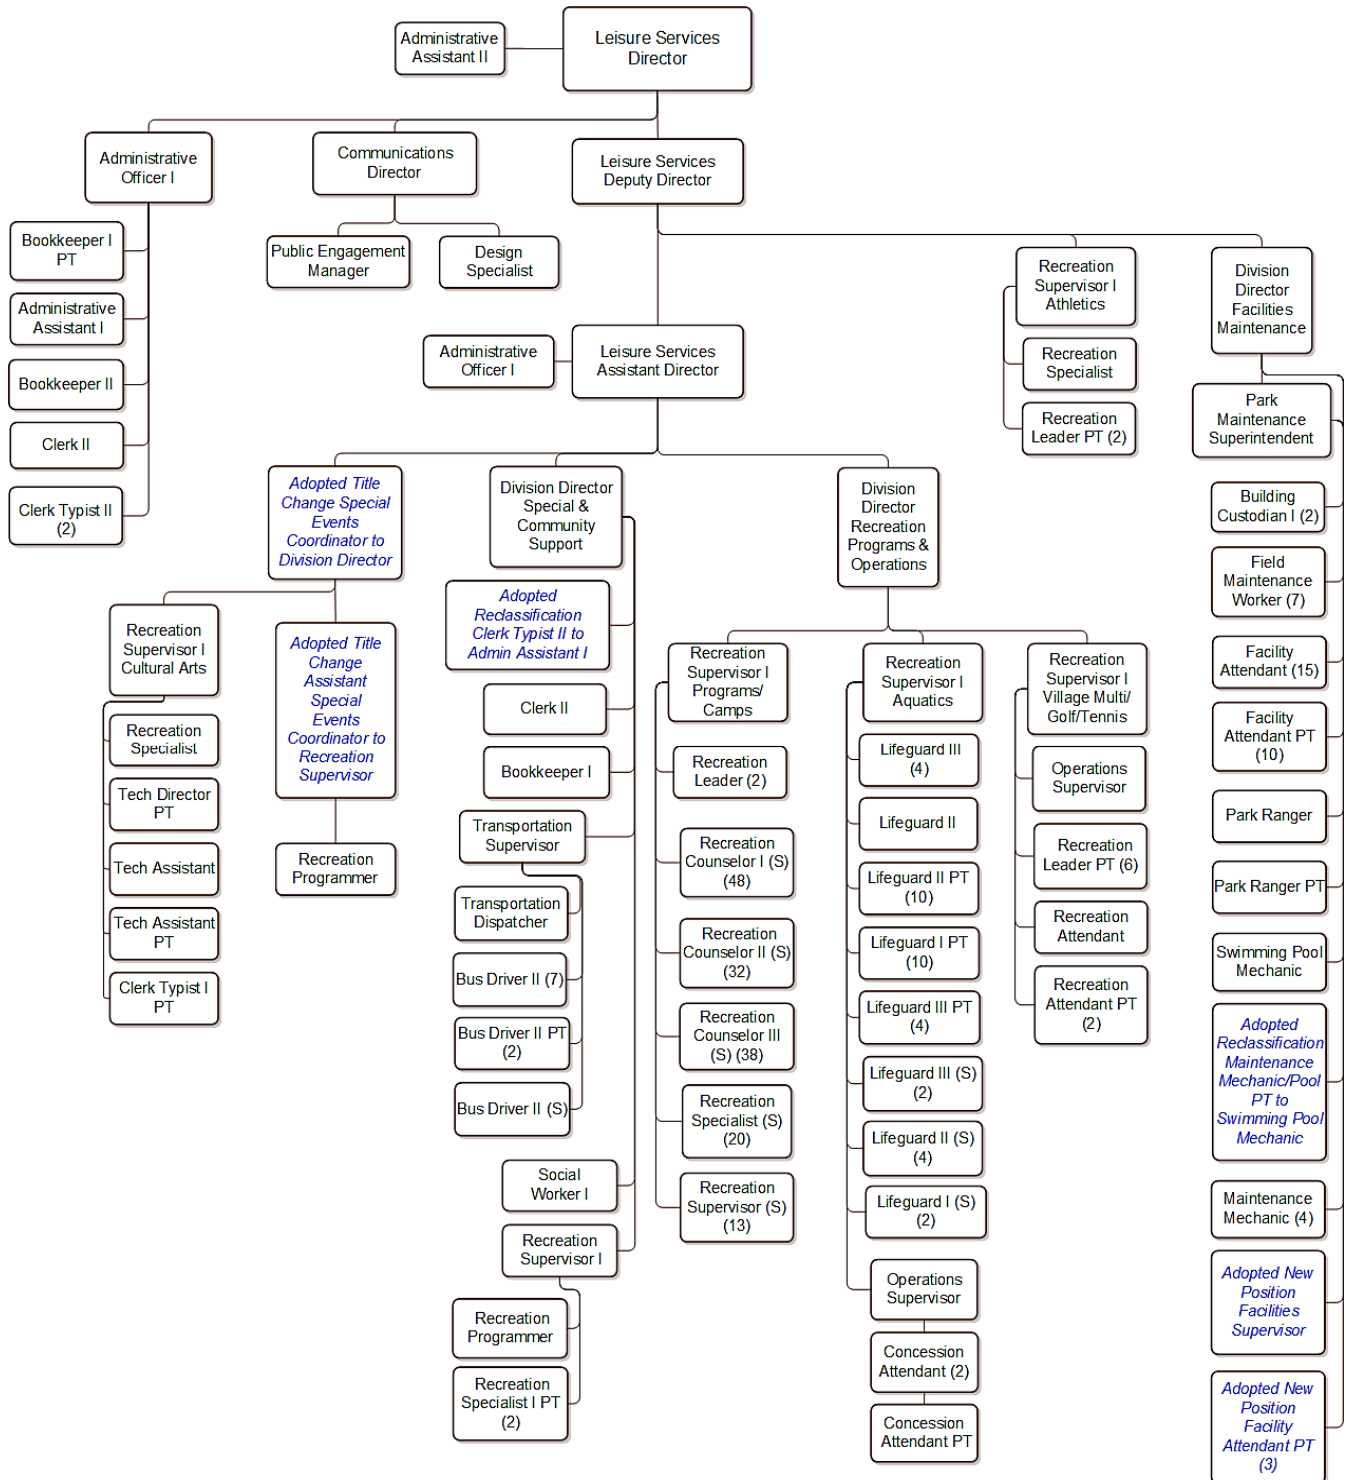 Administrative
Assistant II
Leisure Services
Director
Administrative
Officer I
Communications
Director
Leisure Services
Deputy Director
Bookkeeper I
PT
Administrative
Assistant I
Bookkeeper II
Clerk II
Clerk Typist II
(2)
Public Engagement
Manager
Design
Specialist
Recreation
Supervisor I
Athletics
Recreation
Specialist
Recreation
Leader PT (2)
Division
Director
Facilities
Maintenance
Administrative
Officer I
Leisure Services
Assistant Director
Park
Maintenance
Superintendent
Building
Custodian I (2)
Field
Maintenance
Worker (7)
Facility
Attendant (15)
Facility
Attendant PT
(10)
Park Ranger
Park Ranger PT
Swimming Pool
Mechanic
Adopted
Reclassification
Maintenance
Mechanic/Pool
PT to
Swimming Pool
Mechanic
Maintenance
Mechanic (4)
Adopted New
Position
Facilities
Supervisor
Adopted New
Position
Facility
Attendant PT
(3)
Adopted Title
Change Special
Events
Coordinator to
Division Director
Recreation
Supervisor I
Cultural Arts
Recreation
Specialist
Tech Director
PT
Tech Assistant
Tech Assistant
PT
Clerk Typist I
PT
Adopted Title
Change
Assistant
Special
Events
Coordinator to
Recreation
Supervisor
Recreation
Programmer
Division Director
Special &
Community
Support
Adopted
Reclassification
Clerk Typist II to
Admin Assistant I
Clerk II
Bookkeeper I
Transportation
Supervisor
Transportation
Dispatcher
Bus Driver II (7)
Bus Driver II PT
(2)
Bus Driver II (S)
Social
Worker I
Recreation
Supervisor I
Recreation
Programmer
Recreation
Specialist I PT
(2)
Division
Director
Recreation
Programs &
Operations
Recreation
Supervisor I
Programs/
Camps
Recreation
Leader (2)
Recreation
Counselor I (S)
(48)
Recreation
Counselor II (S)
(32)
Recreation
Counselor III
(S) (38)
Recreation
Specialist (S)
(20)
Recreation
Supervisor (S)
(13)
Recreation
Supervisor I
Aquatics
Lifeguard III
(4)
Lifeguard II
Lifeguard II PT
(10)
Lifeguard I PT
(10)
Lifeguard III PT
(4)
Lifeguard III (S)
(2)
Lifeguard II (S)
(4)
Lifeguard I (S)
(2)
Operations
Supervisor
Concession
Attendant (2)
Concession
Attendant PT
Recreation
Supervisor I
Village Multi/
Golf/Tennis
Operations
Supervisor
Recreation
Leader PT (6)
Recreation
Attendant
Recreation
Attendant PT
(2)